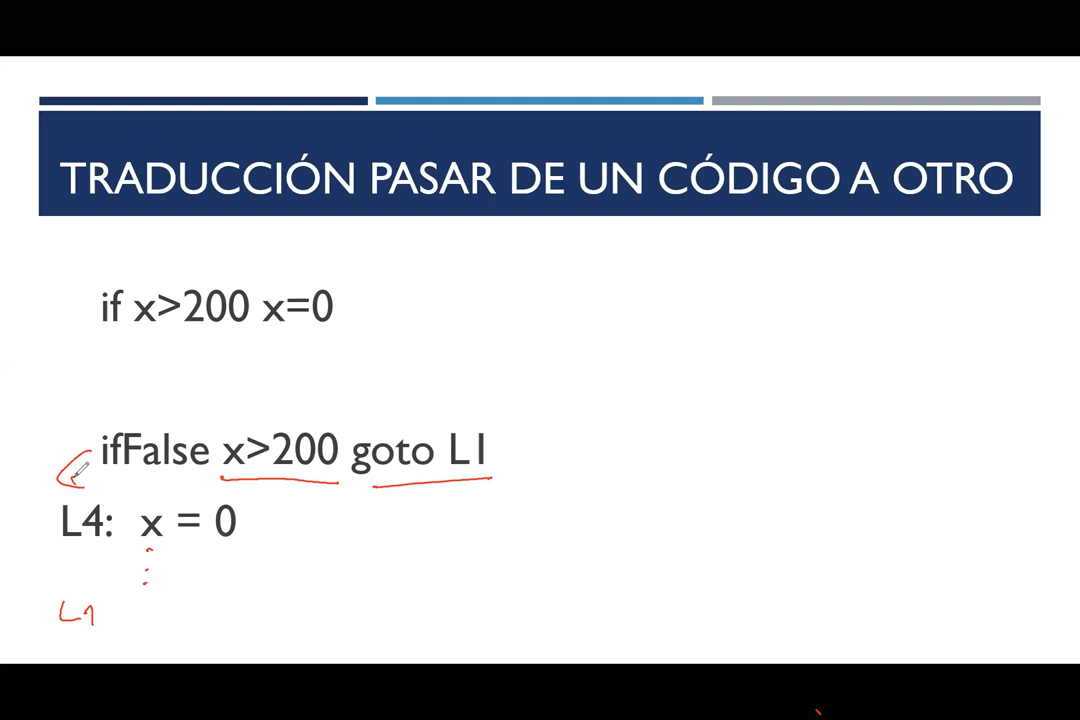 TRADUCCIÓN PASAR DE UN CÓDIGO A OTRO
if x>200 x=0
ifFalse x>200 goto L1
L4: x = 0
L1